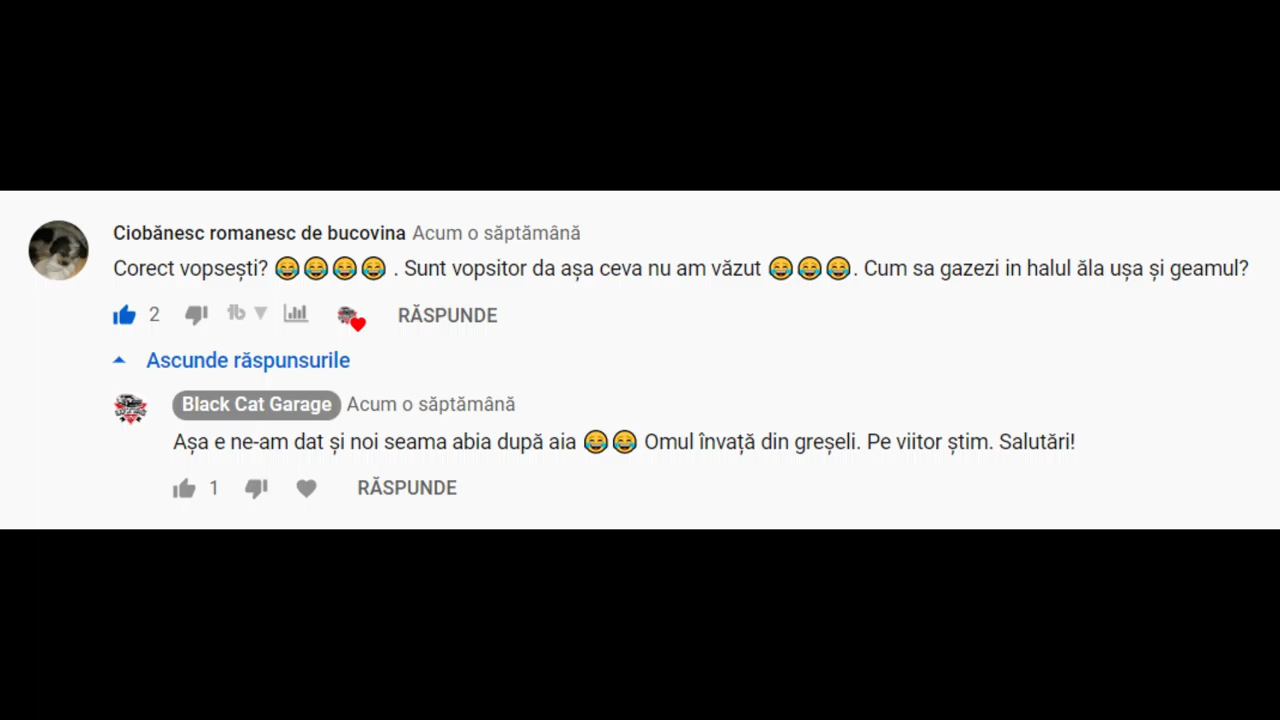 Ciobănesc romanesc de bucovina Acum o săptămână
Corect vopsești? 😂😂😂😂 . Sunt vopsitor da așa ceva nu am văzut 😂😂😂. Cum sa gazezi in halul ăla ușa și geamul?
2 RĂSPUNDE
Ascunde răspunsurile
Black Cat Garage Acum o săptămână
Așa e ne-am dat și noi seama abia după aia 😂😂 Omul învață din greșeli. Pe viitor știm. Salutări!
1 RĂSPUNDE